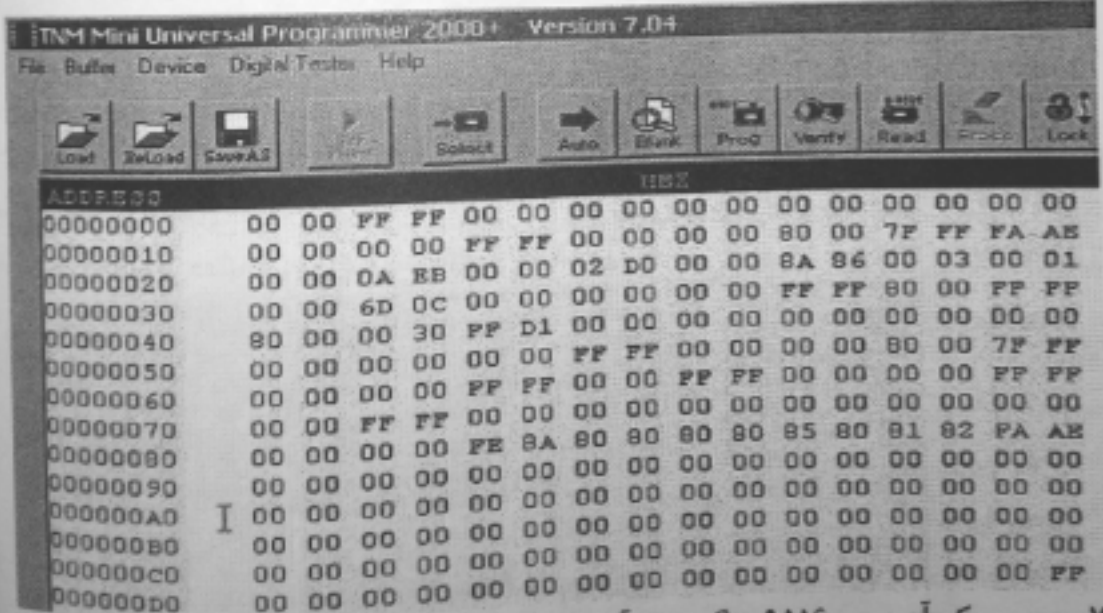 TNM Mini Universal Programmer 2000+ Version 7.04
File Buffer Device Digital Tester Help
Load ReLoad SaveAS Select Auto Blank Prog Verify Read Erase Lock
ADDRESS HEX
00000000 00 00 FF FF 00 00 00 00 00 00 00 00 00 00 00 00
00000010 00 00 00 00 FF FF 00 00 00 00 80 00 7F FF FA AE
00000020 00 00 0A EB 00 00 02 D0 00 00 8A 86 00 03 00 01
00000030 00 00 6D 0C 00 00 00 00 00 00 FF FF 80 00 FF FF
00000040 80 00 00 30 FF D1 00 00 00 00 00 00 00 00 00 00
00000050 00 00 00 00 00 00 FF FF 00 00 00 00 80 00 7F FF
00000060 00 00 00 00 FF FF 00 00 FF FF 00 00 00 00 FF FF
00000070 00 00 FF FF 00 00 00 00 00 00 00 00 00 00 00 00
00000080 00 00 00 00 FE 8A 80 80 80 80 85 80 81 82 FA AE
00000090 00 00 00 00 00 00 00 00 00 00 00 00 00 00 00 00
000000A0 00 00 00 00 00 00 00 00 00 00 00 00 00 00 00 00
000000B0 00 00 00 00 00 00 00 00 00 00 00 00 00 00 00 00
000000C0 00 00 00 00 00 00 00 00 00 00 00 00 00 00 00 00
000000D0 00 00 00 00 00 00 00 00 00 00 00 00 00 00 00 FF